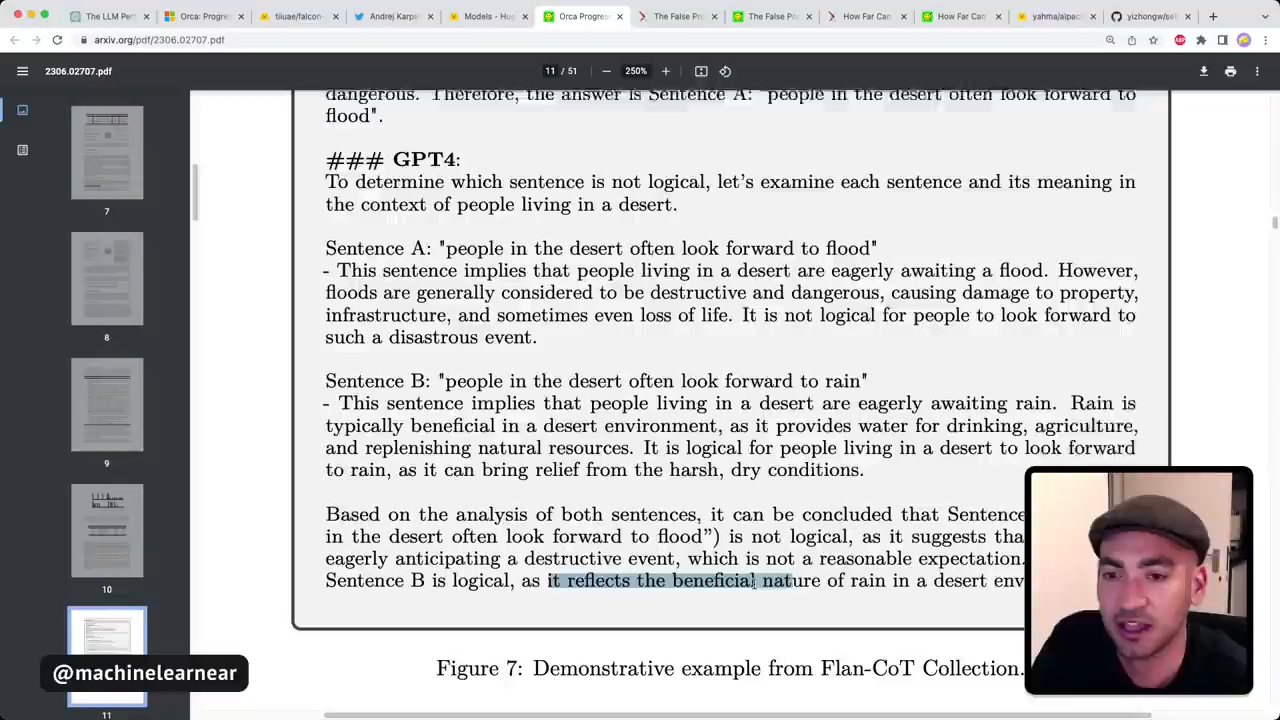 The LLM Per
Orca: Progres
tiiuae/falcon-
Andrej Karp
Models - Hug
Orca Progres
The False Pro
The False Pro
How Far Can
How Far Can
yahma/alpac
yizhongw/sel
arxiv.org/pdf/2306.02707.pdf
2306.02707.pdf
11 / 51
250%
dangerous. Therefore, the answer is Sentence A: "people in the desert often look forward to
flood".
### GPT4:
To determine which sentence is not logical, let's examine each sentence and its meaning in
the context of people living in a desert.
Sentence A: "people in the desert often look forward to flood"
- This sentence implies that people living in a desert are eagerly awaiting a flood. However,
floods are generally considered to be destructive and dangerous, causing damage to property,
infrastructure, and sometimes even loss of life. It is not logical for people to look forward to
such a disastrous event.
Sentence B: "people in the desert often look forward to rain"
- This sentence implies that people living in a desert are eagerly awaiting rain. Rain is
typically beneficial in a desert environment, as it provides water for drinking, agriculture,
and replenishing natural resources. It is logical for people living in a desert to look forward
to rain, as it can bring relief from the harsh, dry conditions.
Based on the analysis of both sentences, it can be concluded that Sentence
in the desert often look forward to flood”) is not logical, as it suggests tha
eagerly anticipating a destructive event, which is not a reasonable expectation.
Sentence B is logical, as it reflects the beneficial nature of rain in a desert env
Figure 7: Demonstrative example from Flan-CoT Collection.
7
8
9
10
11
@machinelearnear